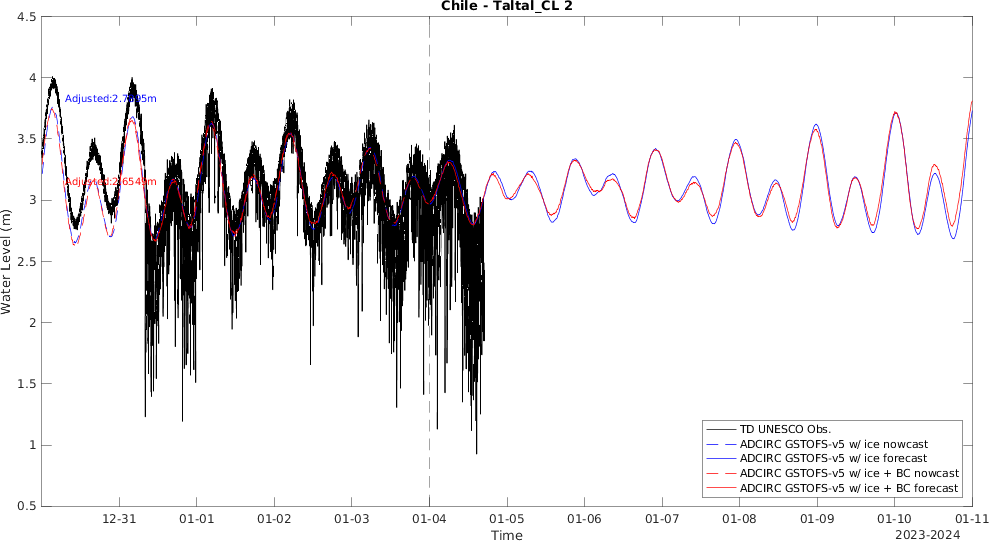 Chile - Taltal_CL 2
4.5
4
3.5
3
2.5
2
1.5
1
0.5
Water Level (m)
12-31
01-01
01-02
01-03
01-04
01-05
01-06
01-07
01-08
01-09
01-10
01-11
2023-2024
Time
TD UNESCO Obs.
ADCIRC GSTOFS-v5 w/ ice nowcast
ADCIRC GSTOFS-v5 w/ ice forecast
ADCIRC GSTOFS-v5 w/ ice + BC nowcast
ADCIRC GSTOFS-v5 w/ ice + BC forecast